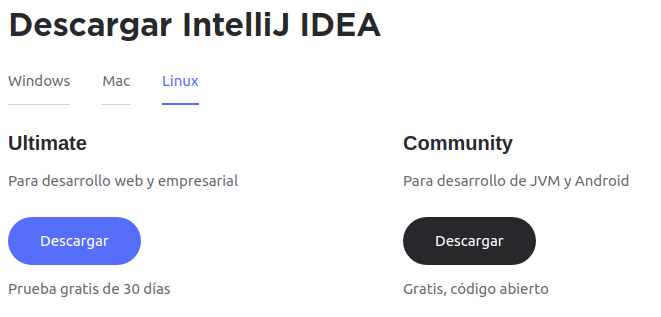 Descargar IntelliJ IDEA
Windows Mac Linux
Ultimate
Para desarrollo web y empresarial
Descargar
Prueba gratis de 30 días
Community
Para desarrollo de JVM y Android
Descargar
Gratis, código abierto